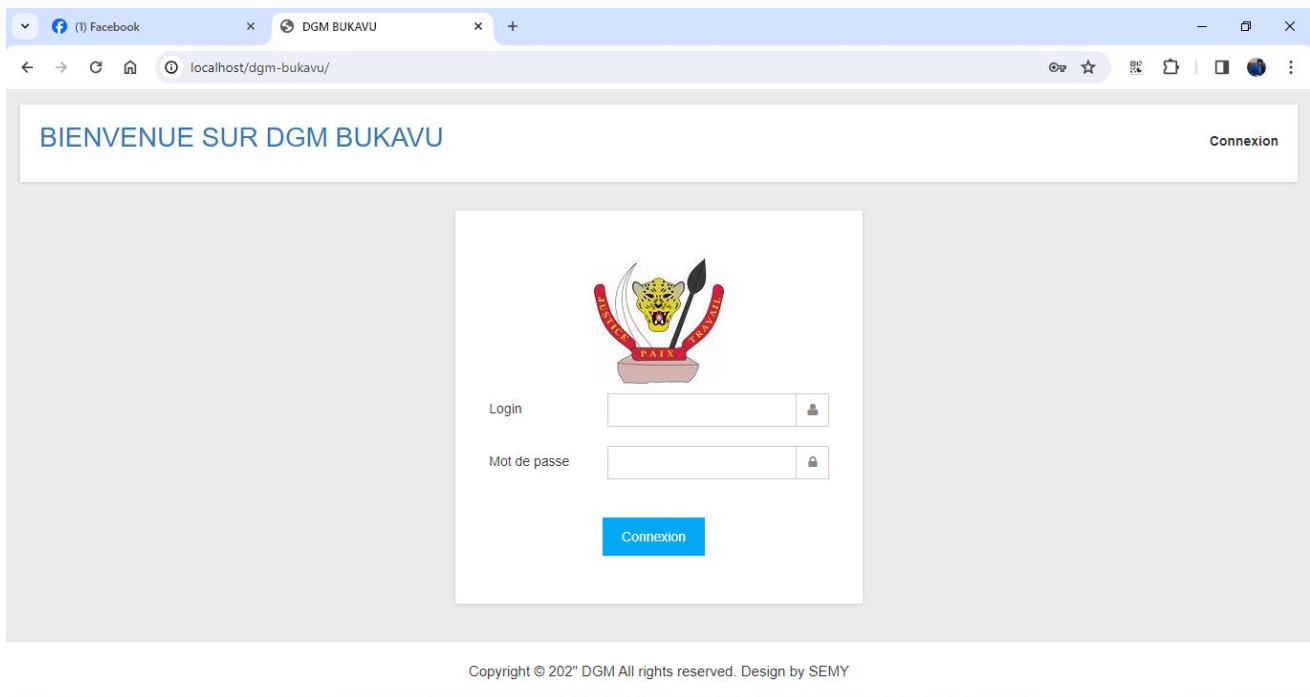 (1) Facebook
DGM BUKAVU
localhost/dgm-bukavu/
BIENVENUE SUR DGM BUKAVU
Connexion
JUSTICE
PAIX
TRAVAIL
Login
Mot de passe
Connexion
Copyright © 202" DGM All rights reserved. Design by SEMY